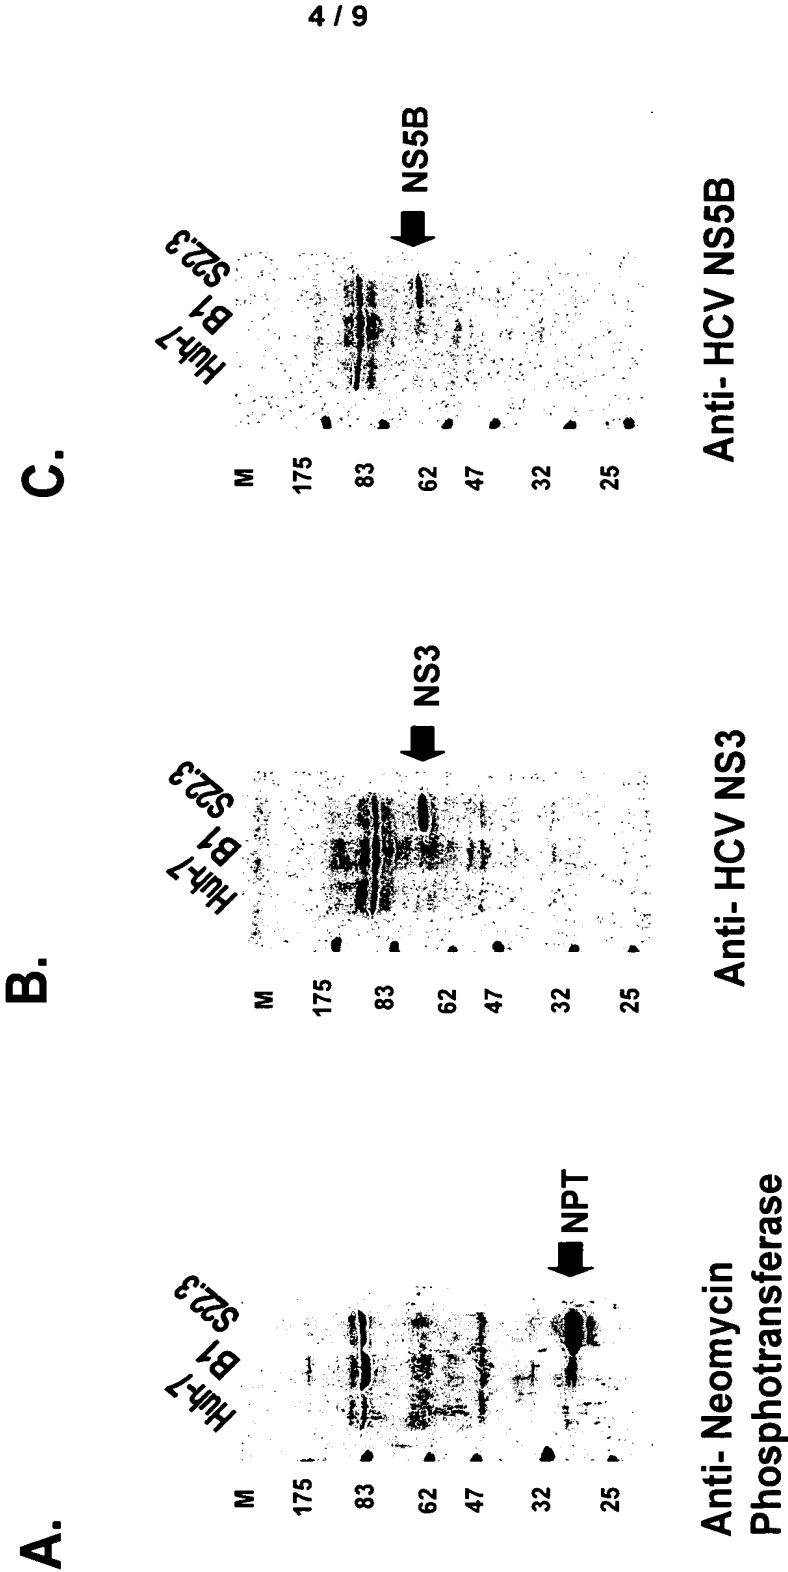 4 / 9
A.
Huh-7 B1 S22.3
M
175
83
62
47
32
25
NPT
Anti- Neomycin
Phosphotransferase
B.
Huh-7 B1 S22.3
M
175
83
62
47
32
25
NS3
Anti- HCV NS3
C.
Huh-7 B1 S22.3
M
175
83
62
47
32
25
NS5B
Anti- HCV NS5B